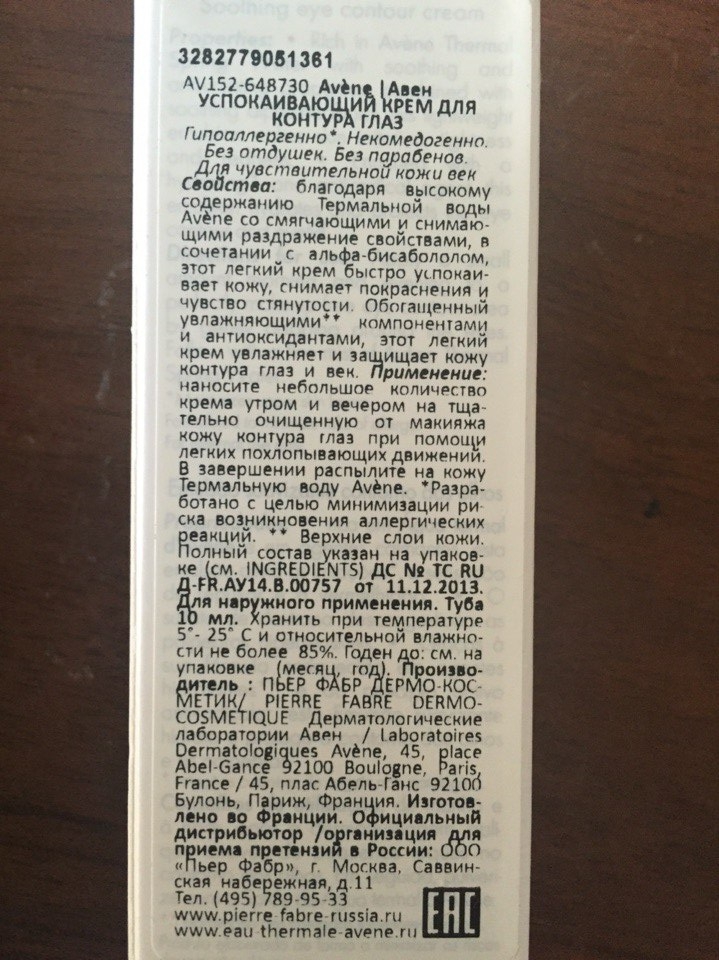 Soothing eye contour cream
3282779051361
AV152-648730 Avène |Авен
УСПОКАИВАЮЩИЙ КРЕМ ДЛЯ
КОНТУРА ГЛАЗ
Гипоаллергенно*. Некомедогенно.
Без отдушек. Без парабенов.
Для чувствительной кожи век
Свойства: благодаря высокому
содержанию Термальной воды
Avène со смягчающими и снимаю-
щими раздражение свойствами, в
сочетании с альфа-бисабололом,
этот легкий крем быстро успокаи-
вает кожу, снимает покраснения и
чувство стянутости. Обогащенный
увлажняющими** компонентами
и антиоксидантами, этот легкий
крем увлажняет и защищает кожу
контура глаз и век. Применение:
наносите небольшое количество
крема утром и вечером на тща-
тельно очищенную от макияжа
кожу контура глаз при помощи
легких похлопывающих движений.
В завершении распылите на кожу
Термальную воду Avène. *Разра-
ботано с целью минимизации ри-
ска возникновения аллергических
реакций. ** Верхние слои кожи.
Полный состав указан на упаков-
ке (см. INGREDIENTS) ДС № ТС RU
Д-FR.АУ14.В.00757 от 11.12.2013.
Для наружного применения. Туба
10 мл. Хранить при температуре
5°- 25° С и относительной влажно-
сти не более 85%. Годен до: см. на
упаковке (месяц, год). Произво-
дитель : ПЬЕР ФАБР ДЕРМО-КОС-
МЕТИК/ PIERRE FABRE DERMO-
COSMETIQUE Дерматологические
лаборатории Авен / Laboratoires
Dermatologiques Avène, 45, place
Abel-Gance 92100 Boulogne, Paris,
France / 45, плас Абель-Ганс 92100
Булонь, Париж, Франция. Изготов-
лено во Франции. Официальный
дистрибьютор /организация для
приема претензий в России: ООО
«Пьер Фабр», г. Москва, Саввин-
ская набережная, д.11
Тел. (495) 789-95-33
www.pierre-fabre-russia.ru
www.eau-thermale-avene.ru
EAC